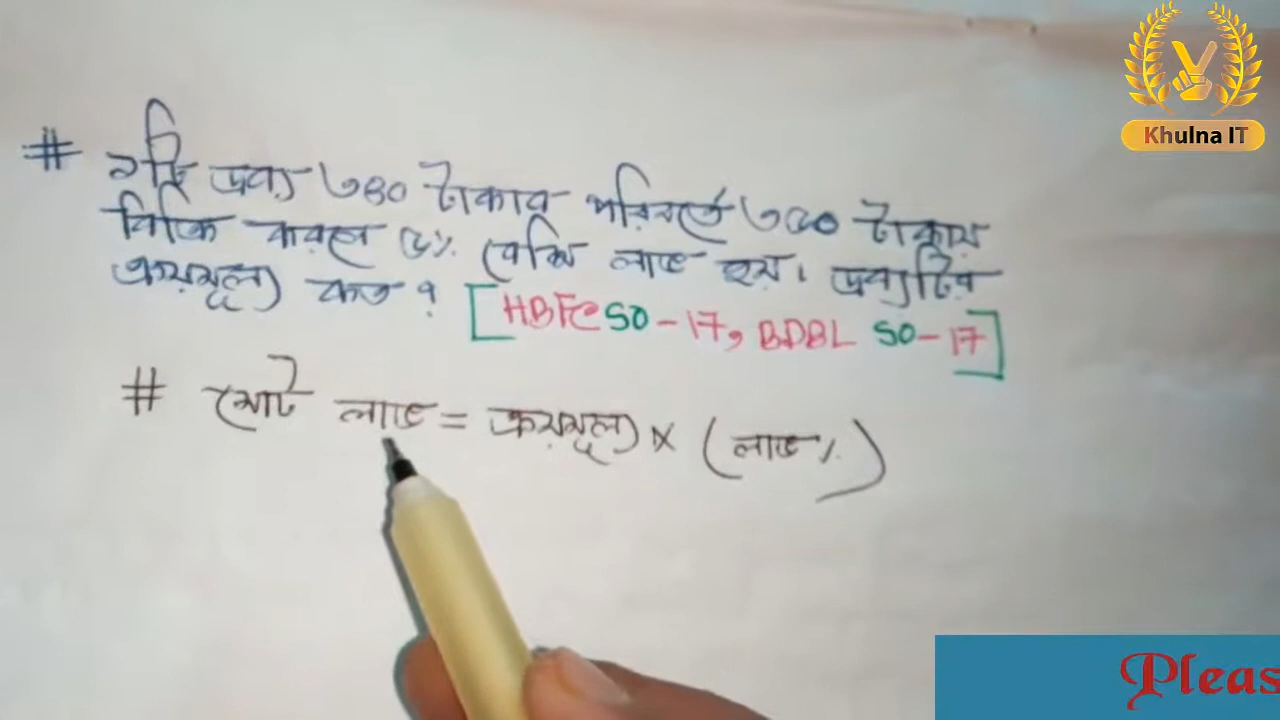 # ১টি দ্রব্য ৩৪০ টাকার পরিবর্তে ৩৫০ টাকায়
বিক্রি করলে ৫% বেশি লাভ হয়। দ্রব্যটির
ক্রয়মূল্য কত ? [HBFC SO - 17, BDBL SO - 17]
# মোট লাভ = ক্রয়মূল্য × (লাভ%)
Khulna IT
Pleas